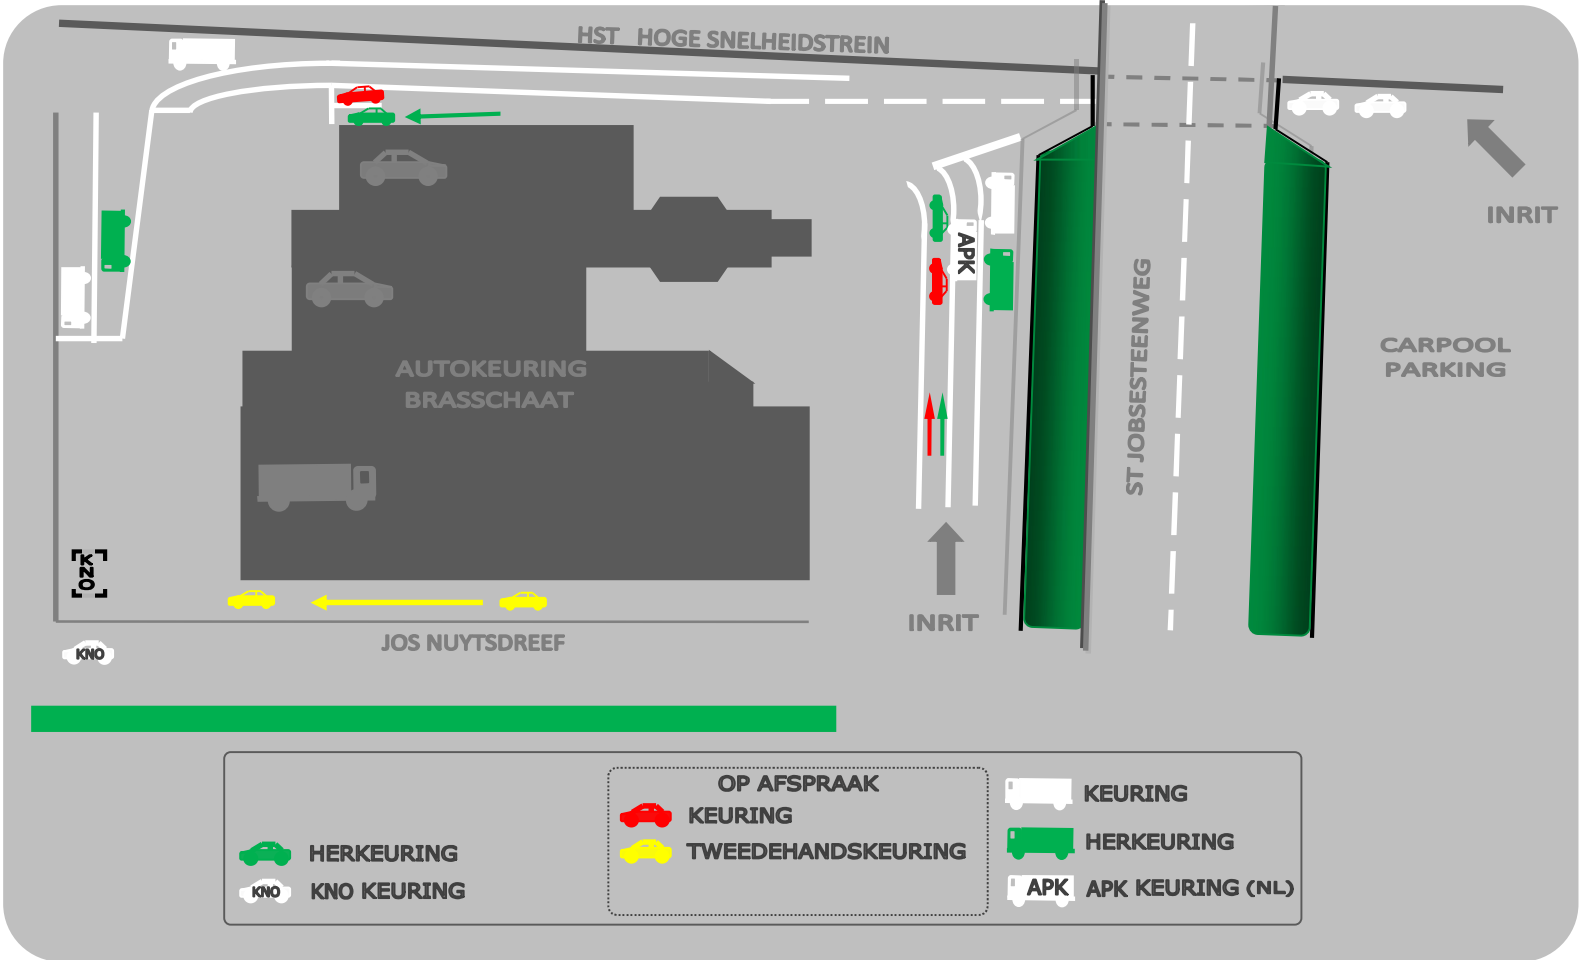 HST HOGE SNELHEIDSTREIN
INRIT
APK
ST JOBSESTEENWEG
CARPOOL
PARKING
AUTOKEURING
BRASSCHAAT
KNO
INRIT
JOS NUYTSDREEF
KNO
OP AFSPRAAK
KEURING
TWEEDEHANDSKEURING
HERKEURING
KNO KNO KEURING
KEURING
HERKEURING
APK APK KEURING (NL)